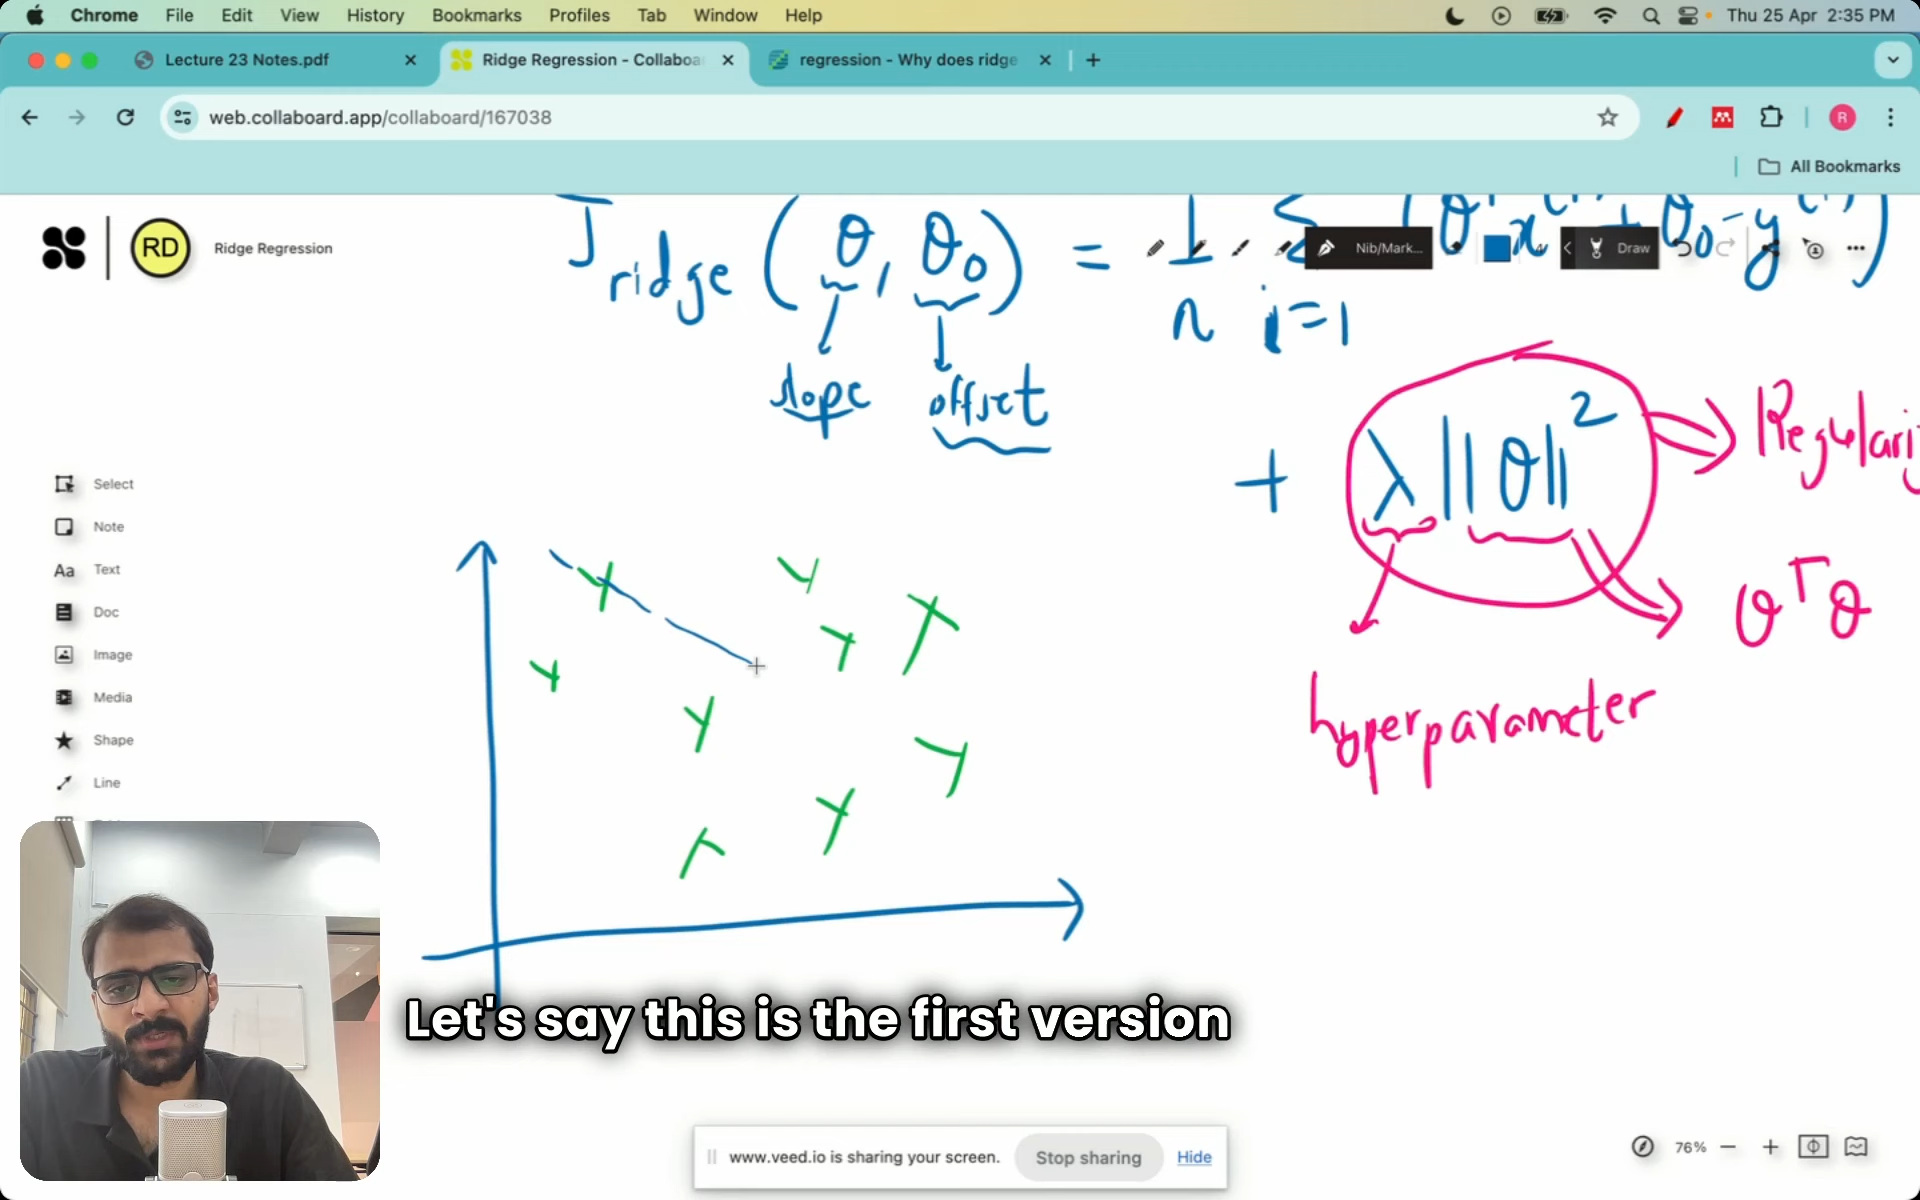 Chrome File Edit View History Bookmarks Profiles Tab Window Help Thu 25 Apr 2:35 PM
Lecture 23 Notes.pdf Ridge Regression - Collaboa regression - Why does ridge
web.collaboard.app/collaboard/167038 R
All Bookmarks
RD Ridge Regression
Nib/Mark... Draw
J ridge (θ, θ0) = 1 Σ (θ x + θ0 - y )
n i=1
slope offset
+ λ ||θ||² Regulari
θᵀθ
hyperparameter
Select
Note
Aa Text
Doc
Image
Media
Shape
Line
Let's say this is the first version
www.veed.io is sharing your screen. Stop sharing Hide
76%